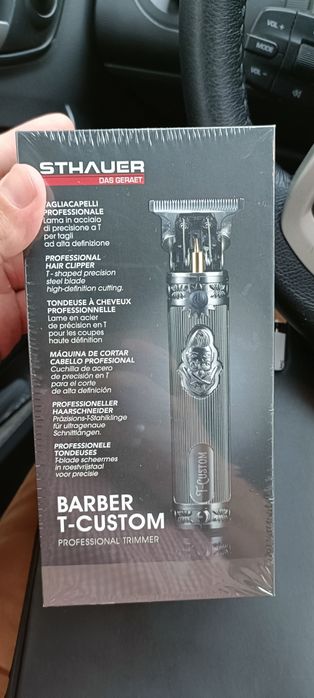 VOL +
MODE
VOL -
STHAUER
DAS GERAET.
TAGLIACAPELLI
PROFESSIONALE
Lama in acciaio
di precisione a T
per tagli
ad alta definizione
PROFESSIONAL
HAIR CLIPPER
T - shaped precision
steel blade
high-definition cutting.
TONDEUSE À CHEVEUX
PROFESSIONNELLE
Lame en acier
de précision en T
pour les coupes
haute définition
MÁQUINA DE CORTAR
CABELLO PROFESIONAL
Cuchilla de acero
de precisión en T
para el corte
de alta definición
PROFESSIONELLER
HAARSCHNEIDER
Präzisions-T-Stahlklinge
für ultragenaue
Schnittlängen.
PROFESSIONELE
TONDEUSES
T-blade scheermes
in roestvrijstaal
voor precisie
T-CUSTOM
BARBER
T-CUSTOM
PROFESSIONAL TRIMMER